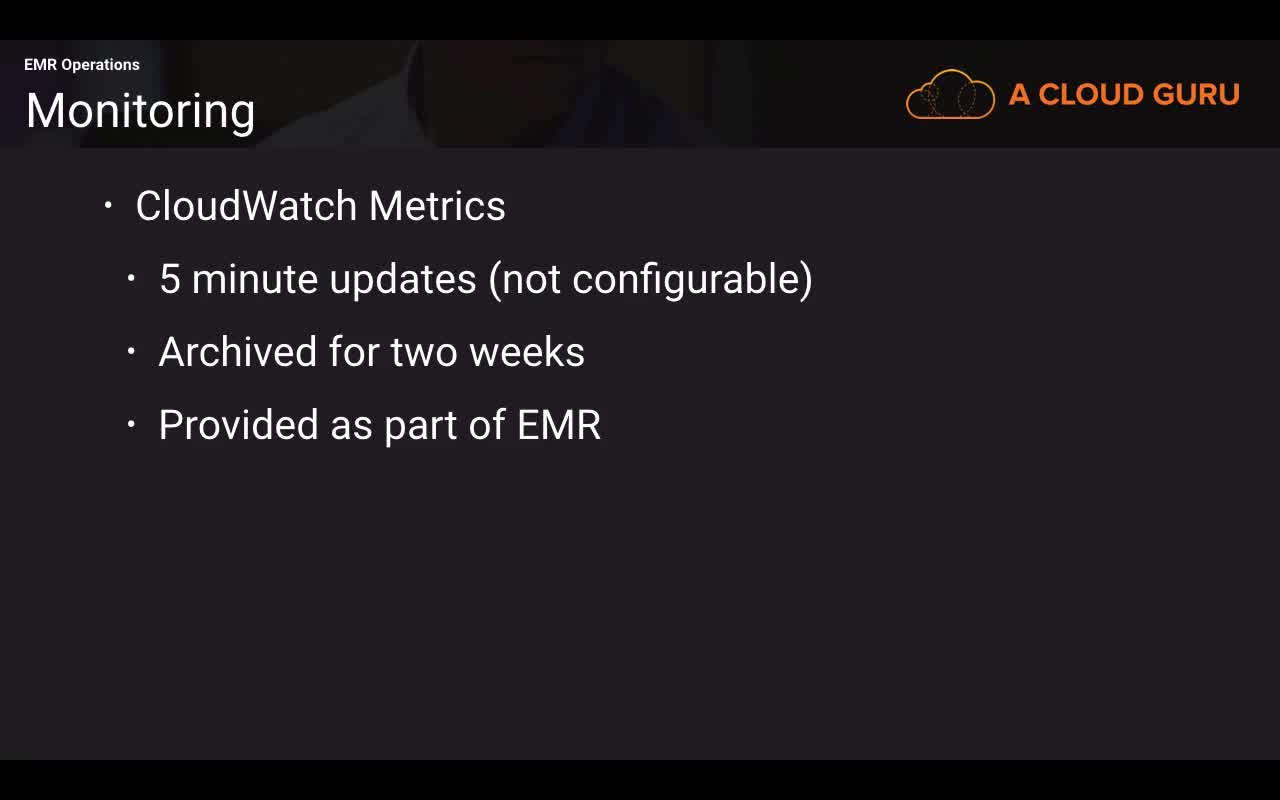 EMR Operations
Monitoring
A CLOUD GURU
• CloudWatch Metrics
• 5 minute updates (not configurable)
• Archived for two weeks
• Provided as part of EMR